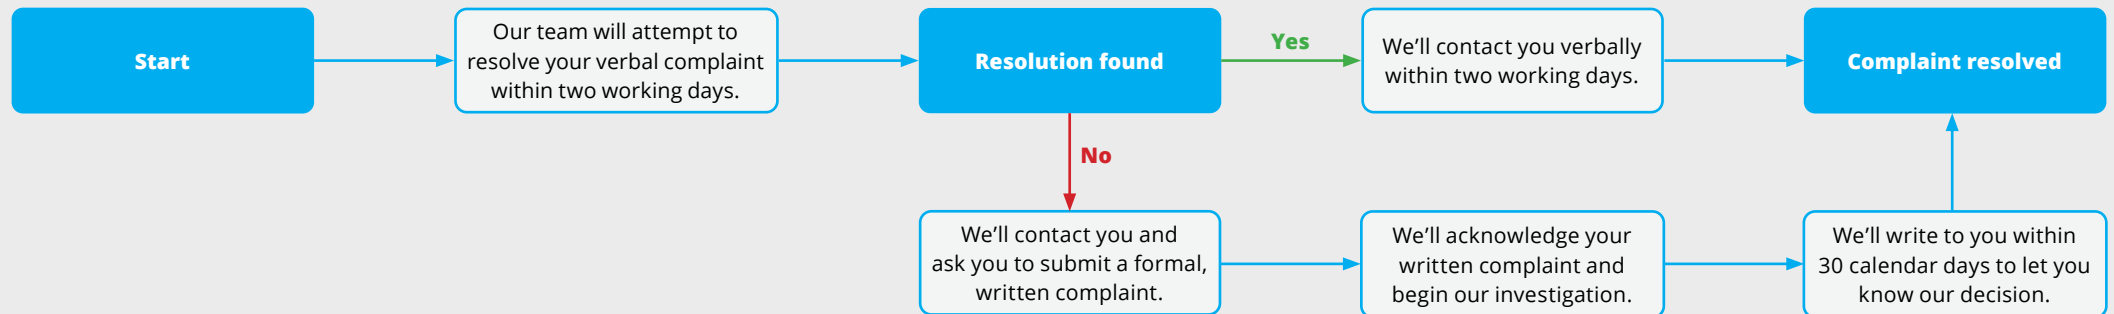 Start
Our team will attempt to
resolve your verbal complaint
within two working days.
Resolution found
Yes
We’ll contact you verbally
within two working days.
Complaint resolved
No
We’ll contact you and
ask you to submit a formal,
written complaint.
We’ll acknowledge your
written complaint and
begin our investigation.
We’ll write to you within
30 calendar days to let you
know our decision.